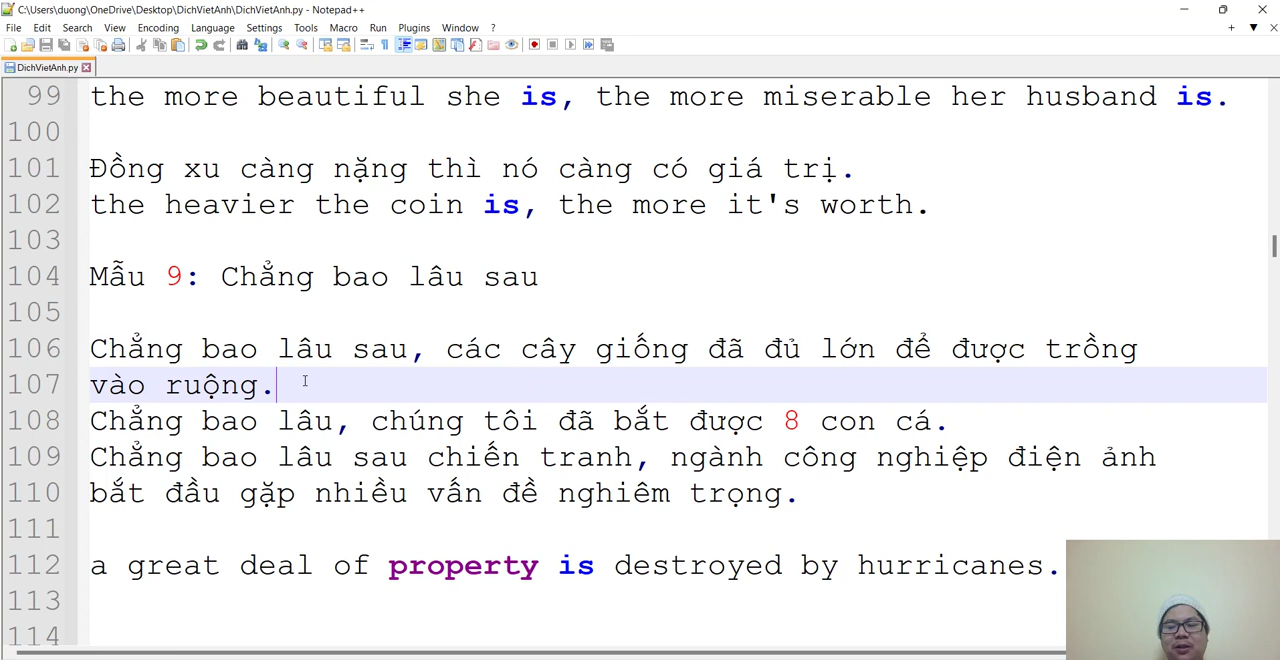 C:\Users\duong\OneDrive\Desktop\DichVietAnh\DichVietAnh.py - Notepad++
File Edit Search View Encoding Language Settings Tools Macro Run Plugins Window ?
DichVietAnh.py
99 the more beautiful she is, the more miserable her husband is.
100
101 Đồng xu càng nặng thì nó càng có giá trị.
102 the heavier the coin is, the more it's worth.
103
104 Mẫu 9: Chẳng bao lâu sau
105
106 Chẳng bao lâu sau, các cây giống đã đủ lớn để được trồng
107 vào ruộng.
108 Chẳng bao lâu, chúng tôi đã bắt được 8 con cá.
109 Chẳng bao lâu sau chiến tranh, ngành công nghiệp điện ảnh
110 bắt đầu gặp nhiều vấn đề nghiêm trọng.
111
112 a great deal of property is destroyed by hurricanes.
113
114